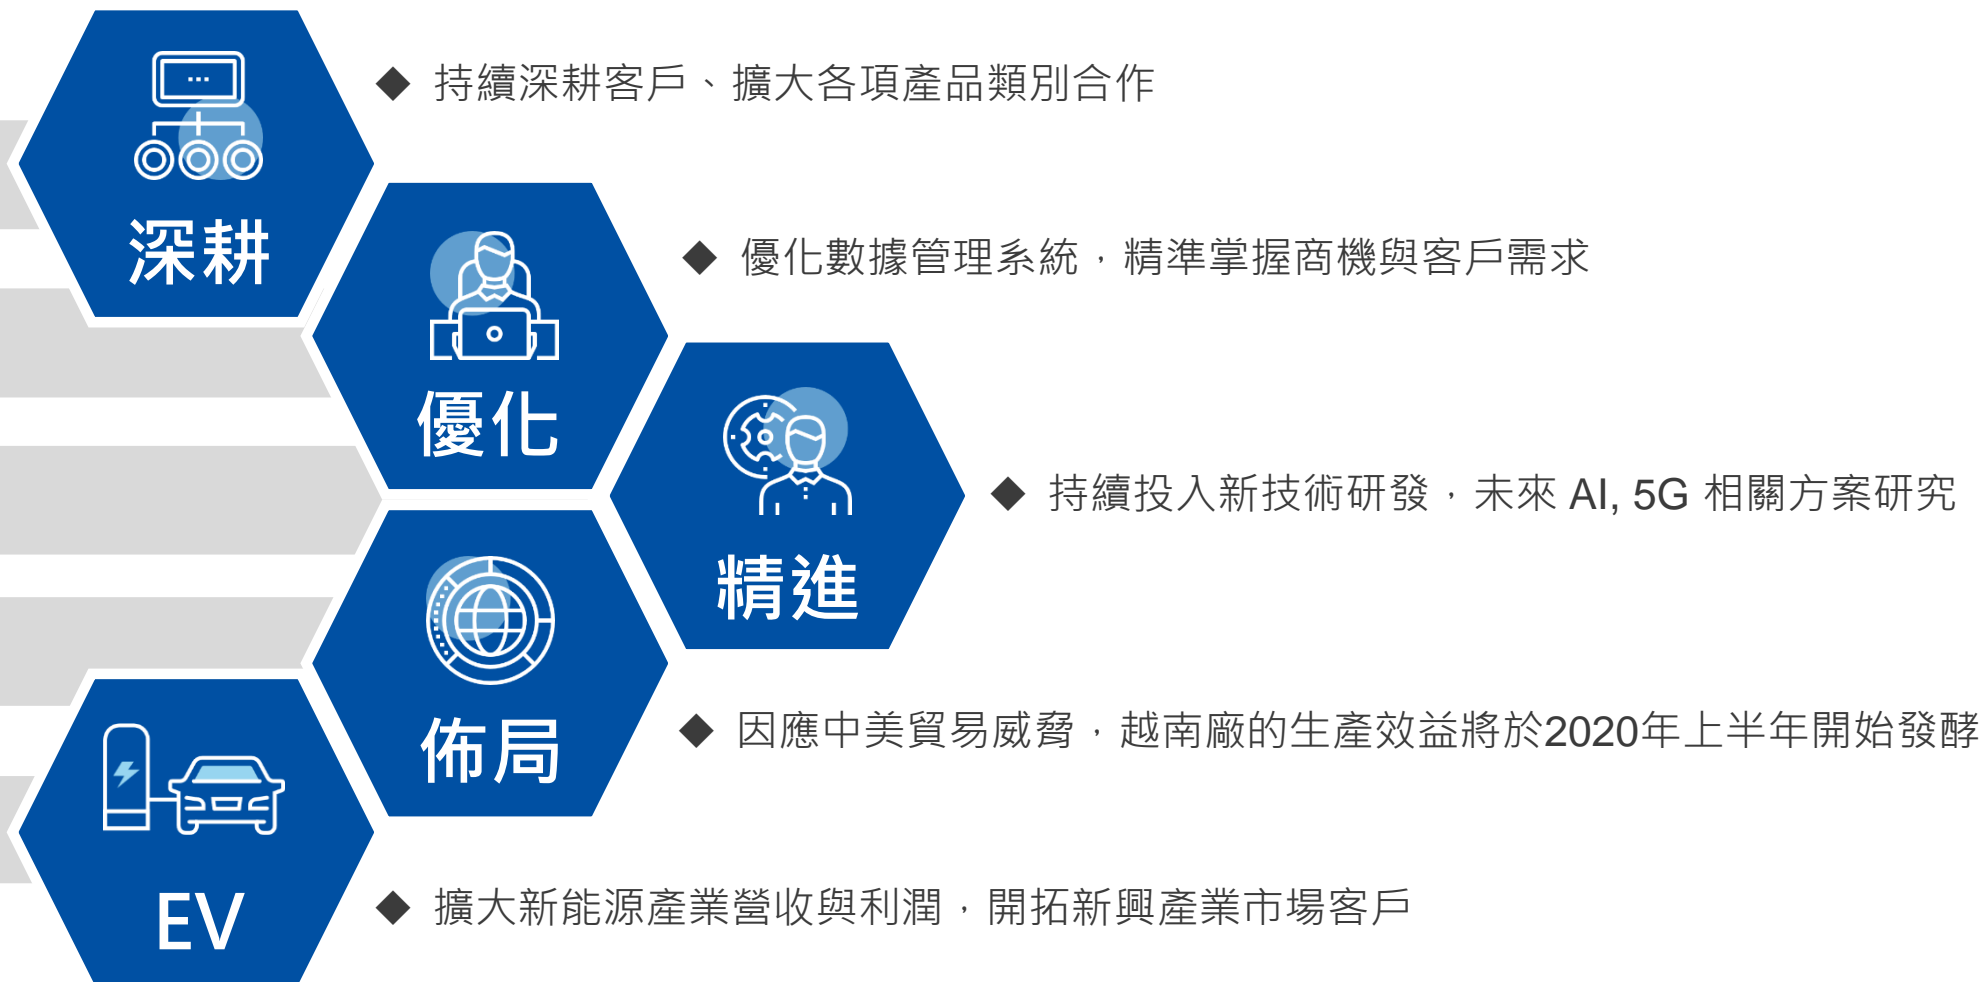 深耕
◆ 持續深耕客戶、擴大各項產品類別合作
優化
◆ 優化數據管理系統，精準掌握商機與客戶需求
精進
◆ 持續投入新技術研發，未來 AI, 5G 相關方案研究
佈局
◆ 因應中美貿易威脅，越南廠的生產效益將於2020年上半年開始發酵
EV
◆ 擴大新能源產業營收與利潤，開拓新興產業市場客戶